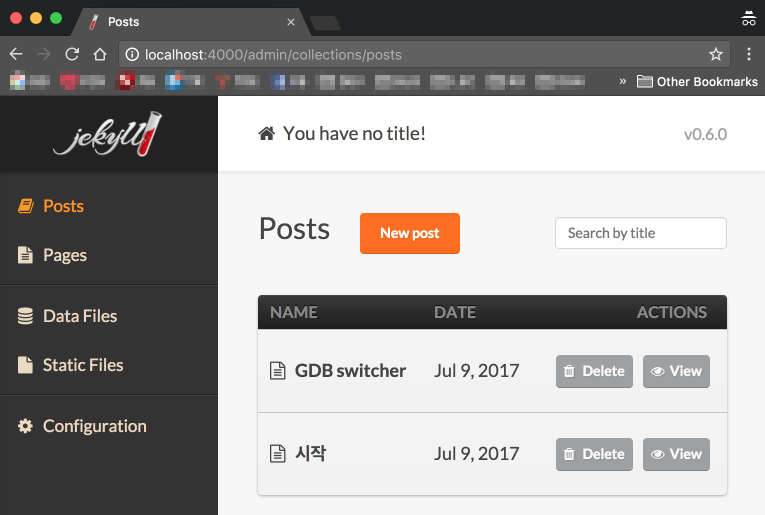 Posts
localhost:4000/admin/collections/posts
» Other Bookmarks
jekyll
You have no title!
v0.6.0
Posts
Pages
Data Files
Static Files
Configuration
Posts
New post
Search by title
NAME DATE ACTIONS
GDB switcher Jul 9, 2017 Delete View
시작 Jul 9, 2017 Delete View